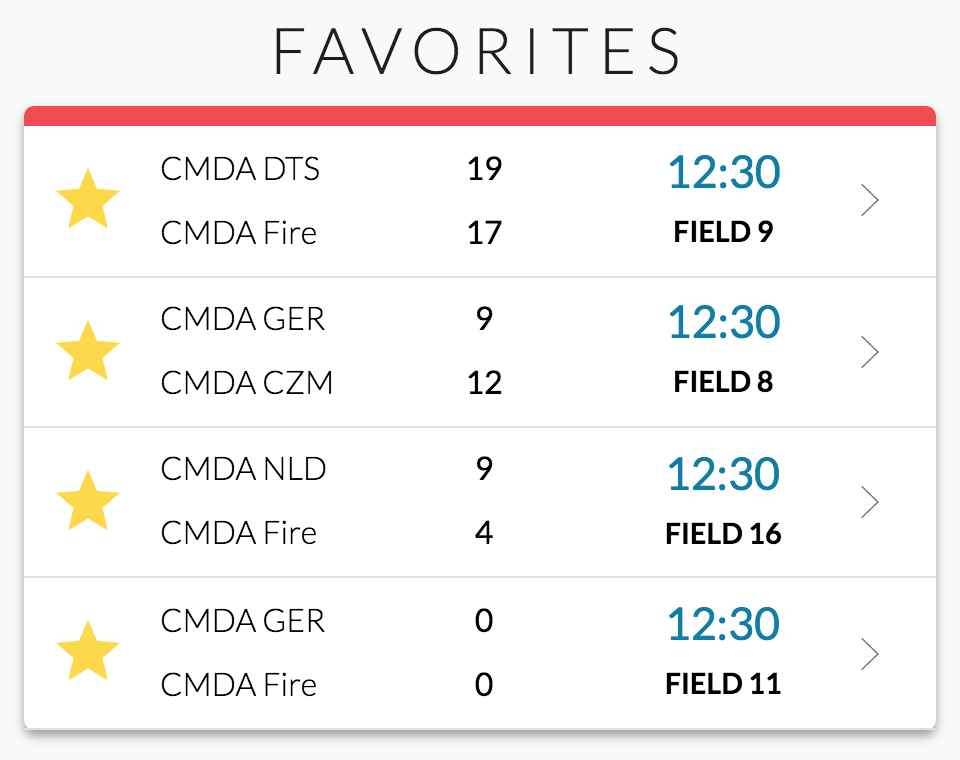 FAVORITES
CMDA DTS 19 12:30
CMDA Fire 17 FIELD 9
CMDA GER 9 12:30
CMDA CZM 12 FIELD 8
CMDA NLD 9 12:30
CMDA Fire 4 FIELD 16
CMDA GER 0 12:30
CMDA Fire 0 FIELD 11